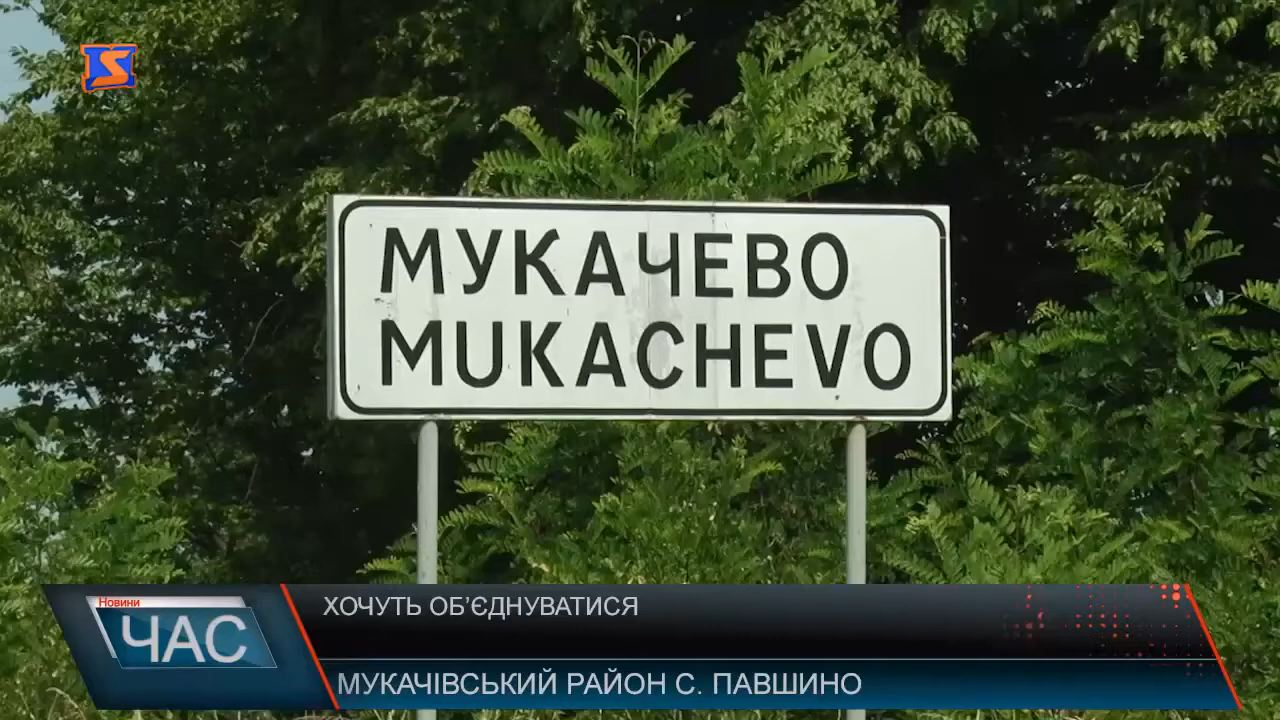 МУКАЧЕВО
MUKACHEVO
Новини
ЧАС
ХОЧУТЬ ОБ'ЄДНУВАТИСЯ
МУКАЧІВСЬКИЙ РАЙОН С. ПАВШИНО